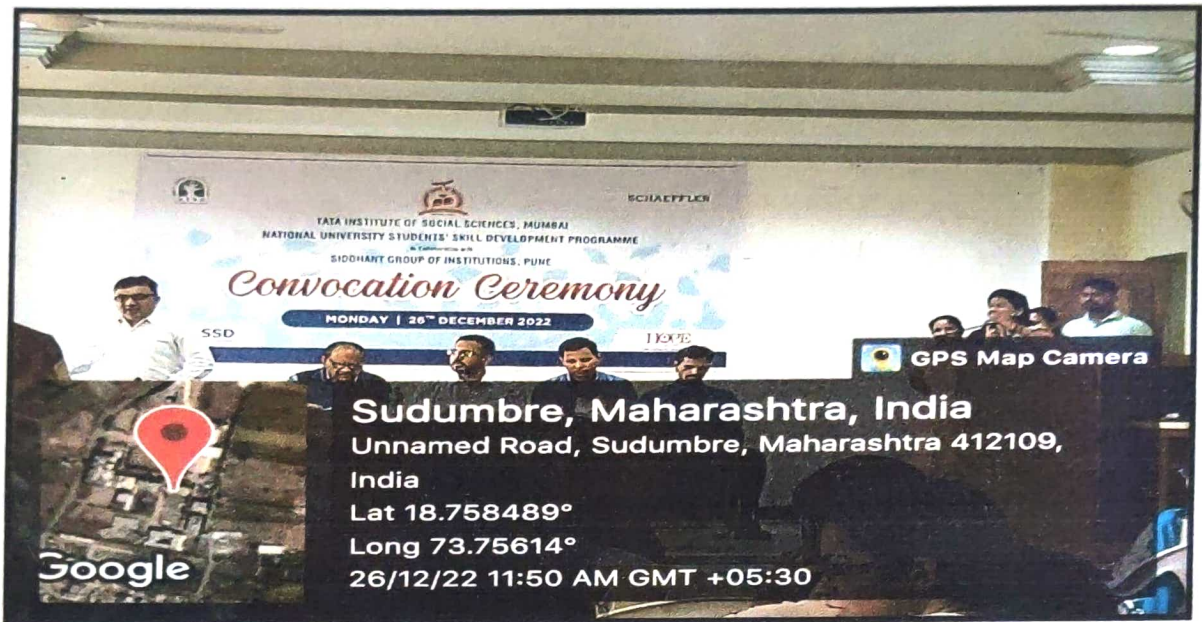 SCHAEFFLER
TATA INSTITUTE OF SOCIAL SCIENCES, MUMBAI
NATIONAL UNIVERSITY STUDENTS' SKILL DEVELOPMENT PROGRAMME
SIDDHANT GROUP OF INSTITUTIONS, PUNE
Convocation Ceremony
MONDAY | 26TH DECEMBER 2022
SSD
HOPE
GPS Map Camera
Sudumbre, Maharashtra, India
Unnamed Road, Sudumbre, Maharashtra 412109,
India
Lat 18.758489°
Long 73.75614°
26/12/22 11:50 AM GMT +05:30
Google